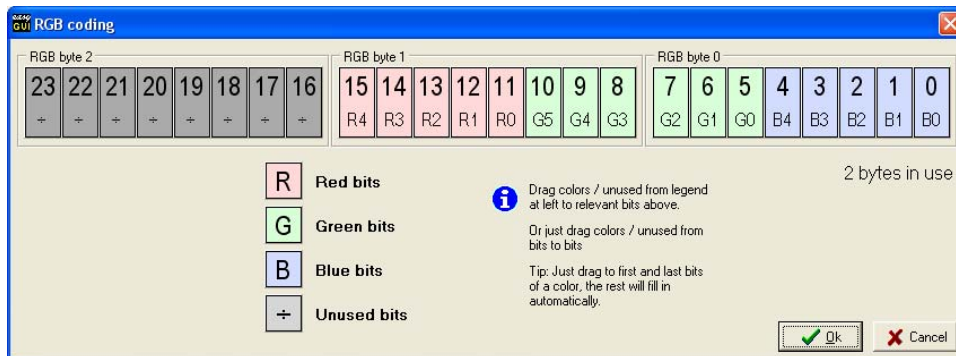 easy GUI RGB coding
RGB byte 2 RGB byte 1 RGB byte 0
23 22 21 20 19 18 17 16 15 14 13 12 11 10 9 8 7 6 5 4 3 2 1 0
÷ ÷ ÷ ÷ ÷ ÷ ÷ ÷ R4 R3 R2 R1 R0 G5 G4 G3 G2 G1 G0 B4 B3 B2 B1 B0
2 bytes in use
R Red bits
G Green bits
B Blue bits
÷ Unused bits
i
Drag colors / unused from legend
at left to relevant bits above.
Or just drag colors / unused from
bits to bits
Tip: Just drag to first and last bits
of a color, the rest will fill in
automatically.
Ok Cancel